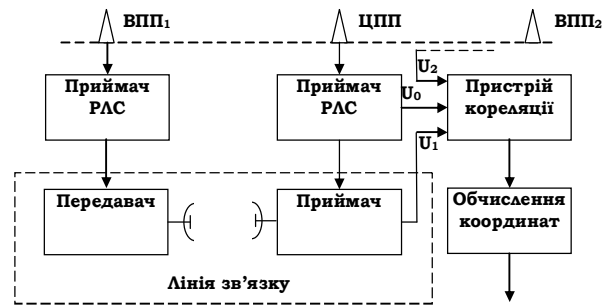 ВПП₁
ЦПП
ВПП₂
Приймач
РЛС
Приймач
РЛС
U₂
U₀
U₁
Пристрій
кореляції
Передавач
Приймач
Обчислення
координат
Лінія зв'язку